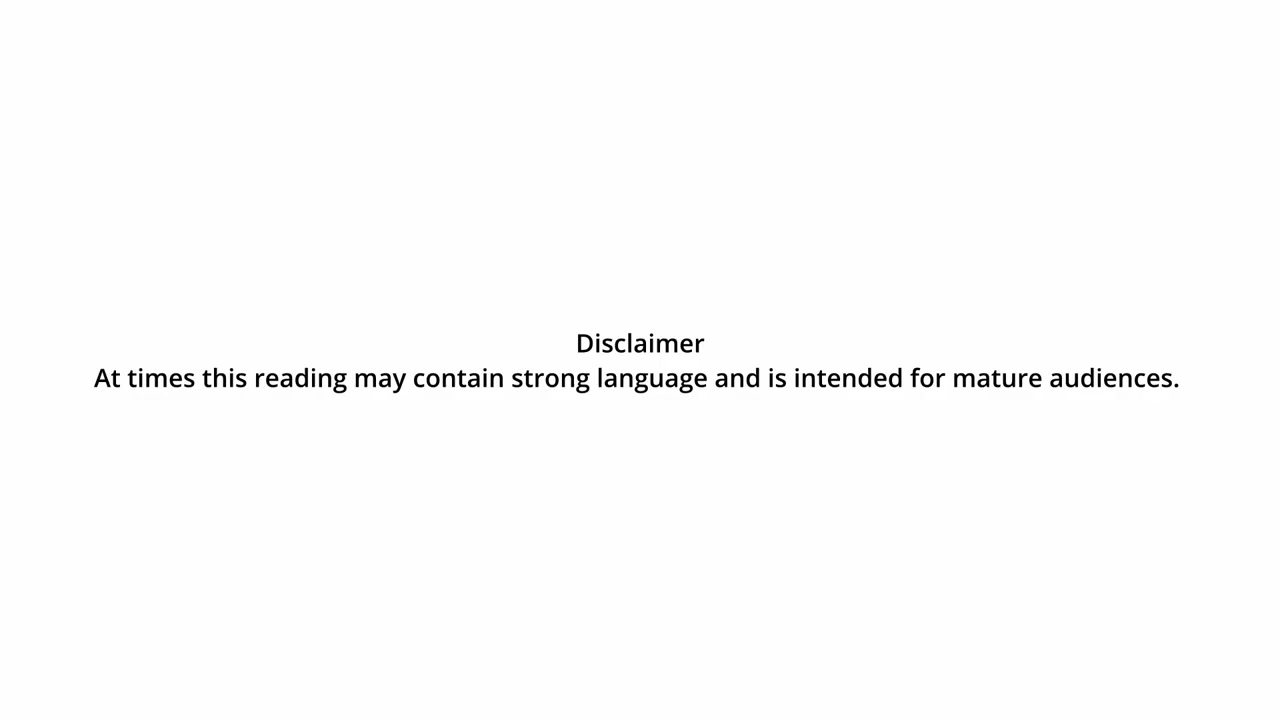 Disclaimer
At times this reading may contain strong language and is intended for mature audiences.